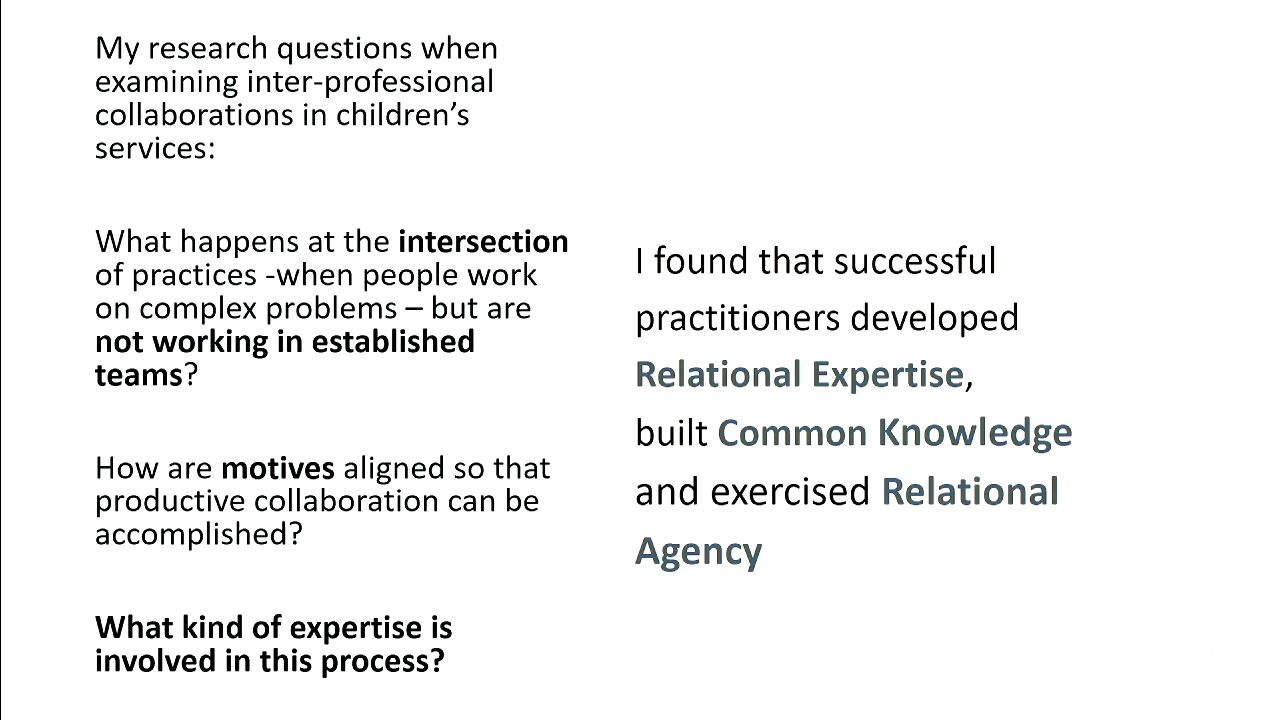 My research questions when
examining inter-professional
collaborations in children’s
services:
What happens at the intersection
of practices -when people work
on complex problems – but are
not working in established
teams?
How are motives aligned so that
productive collaboration can be
accomplished?
What kind of expertise is
involved in this process?
I found that successful
practitioners developed
Relational Expertise,
built Common Knowledge
and exercised Relational
Agency